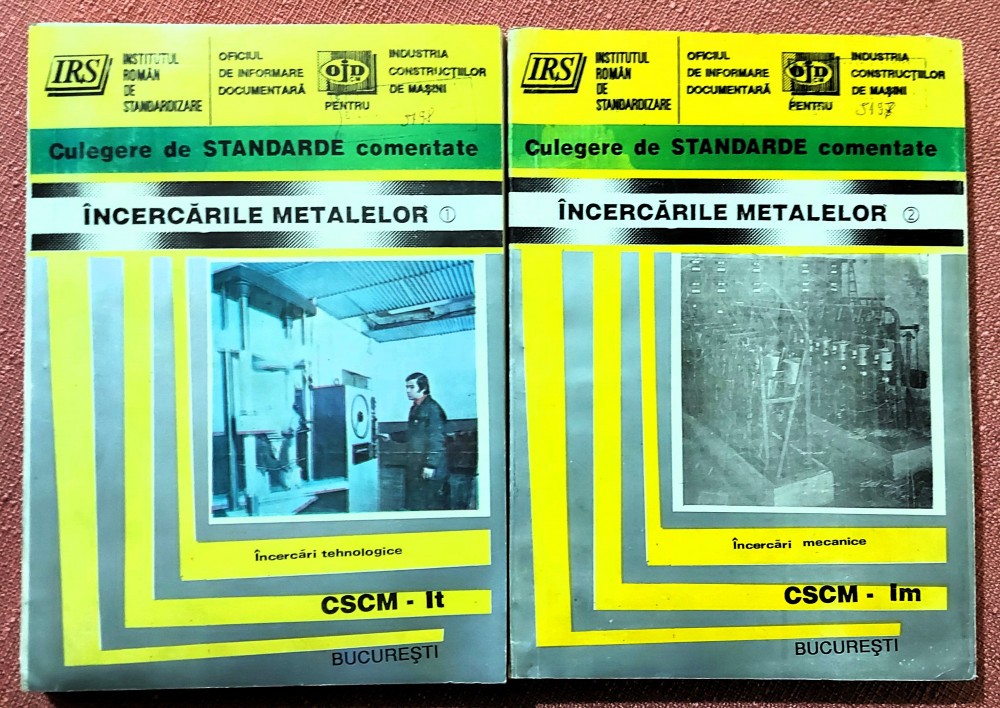 IRS
INSTITUTUL
ROMÂN
DE
STANDARDIZARE
OFICIUL
DE INFORMARE
DOCUMENTARĂ
OID
CM
PENTRU
INDUSTRIA
CONSTRUCȚIILOR
DE MAȘINI
Culegere de STANDARDE comentate
ÎNCERCĂRILE METALELOR 1
Încercări tehnologice
CSCM - It
BUCUREȘTI
IRS
INSTITUTUL
ROMÂN
DE
STANDARDIZARE
OFICIUL
DE INFORMARE
DOCUMENTARĂ
OID
CM
PENTRU
INDUSTRIA
CONSTRUCȚIILOR
DE MAȘINI
Culegere de STANDARDE comentate
ÎNCERCĂRILE METALELOR 2
Încercări mecanice
CSCM - Im
BUCUREȘTI